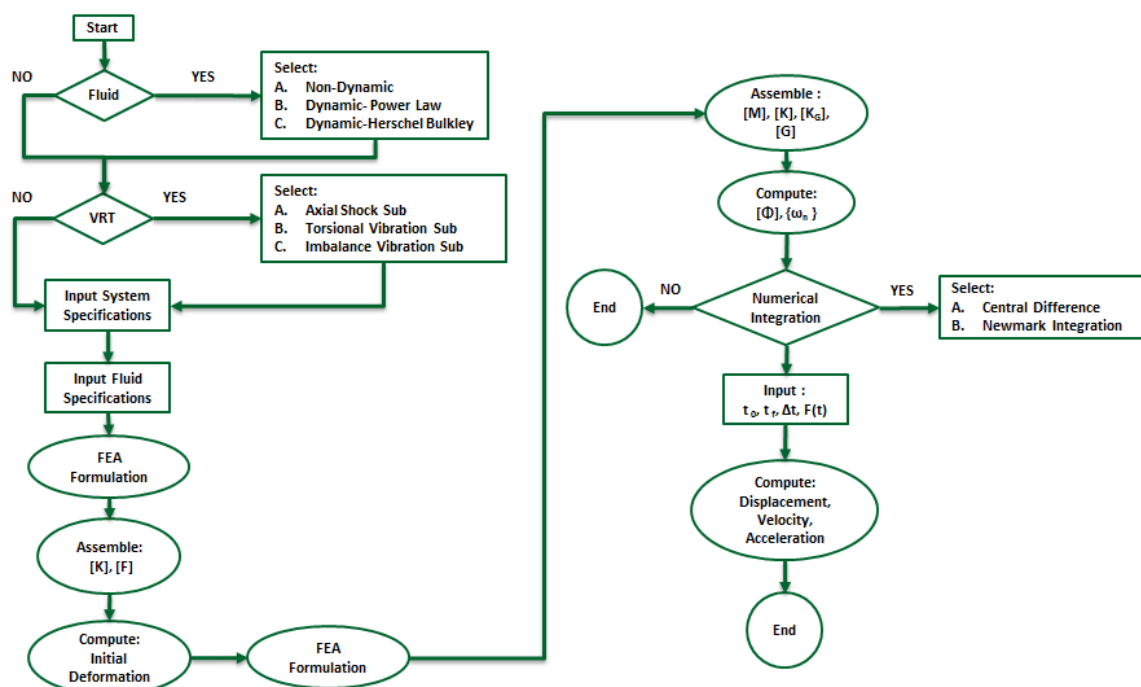 Start
NO
YES
Fluid
Select:
A. Non-Dynamic
B. Dynamic- Power Law
C. Dynamic-Herschel Bulkley
NO
YES
VRT
Select:
A. Axial Shock Sub
B. Torsional Vibration Sub
C. Imbalance Vibration Sub
Input System
Specifications
Input Fluid
Specifications
FEA
Formulation
Assemble:
[K], [F]
Compute:
Initial
Deformation
FEA
Formulation
Assemble :
[M], [K], [K_G],
[G]
Compute:
[Φ], {ω_n }
NO
YES
Numerical
Integration
End
Select:
A. Central Difference
B. Newmark Integration
Input :
t_0, t_f, Δt, F(t)
Compute:
Displacement,
Velocity,
Acceleration
End